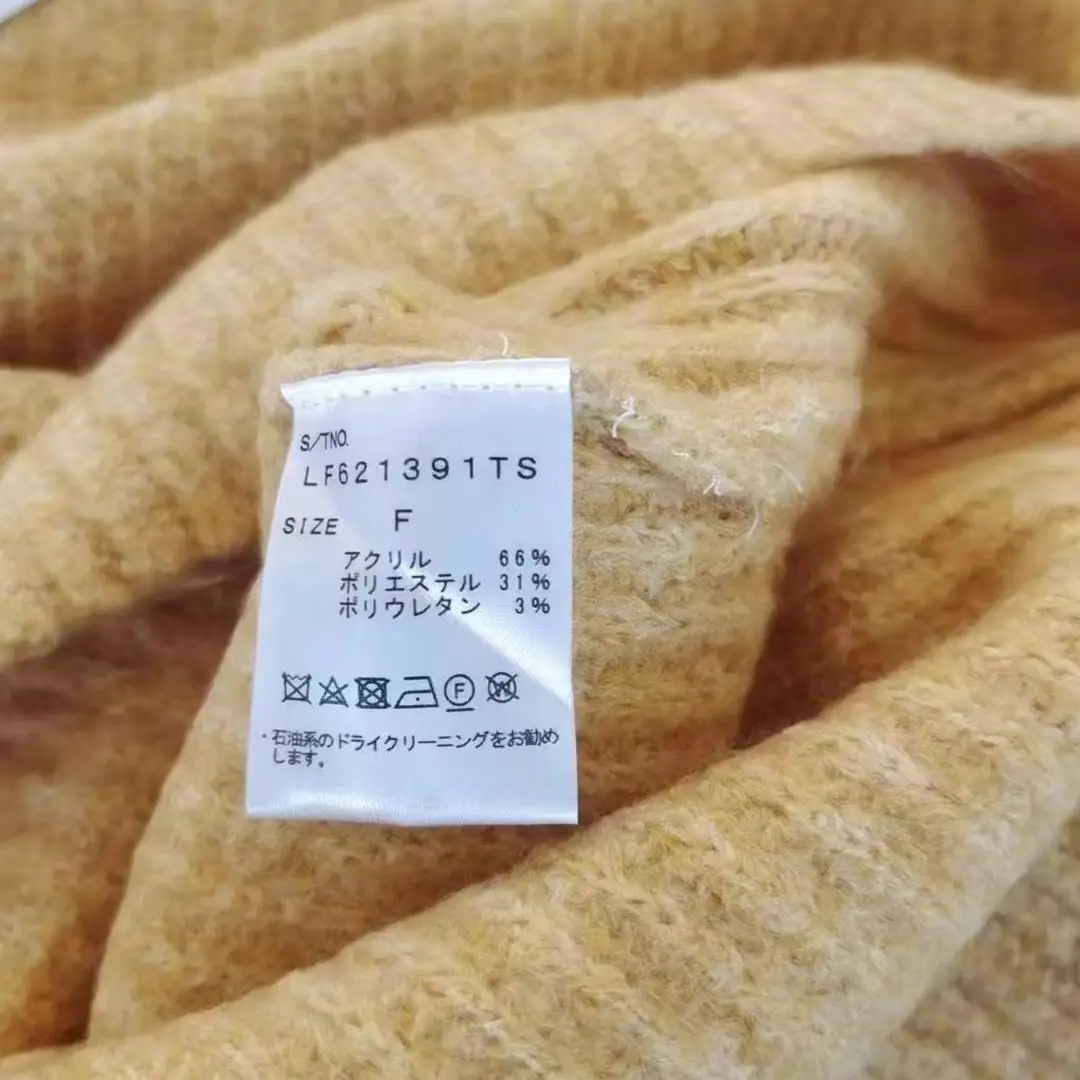 S/TNO.
LF621391TS
SIZE F
アクリル 66%
ポリエステル 31%
ポリウレタン 3%
F W
・石油系のドライクリーニングをお勧め
します。